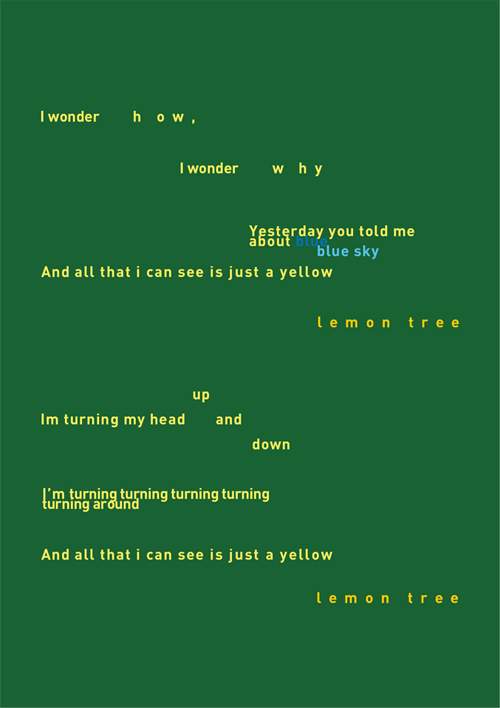 I wonder h o w ,
I wonder w h y
Yesterday you told me
about blue
blue sky
And all that i can see is just a yellow
l e m o n t r e e
up
Im turning my head and
down
I'm turning turning turning turning
turning around
And all that i can see is just a yellow
l e m o n t r e e